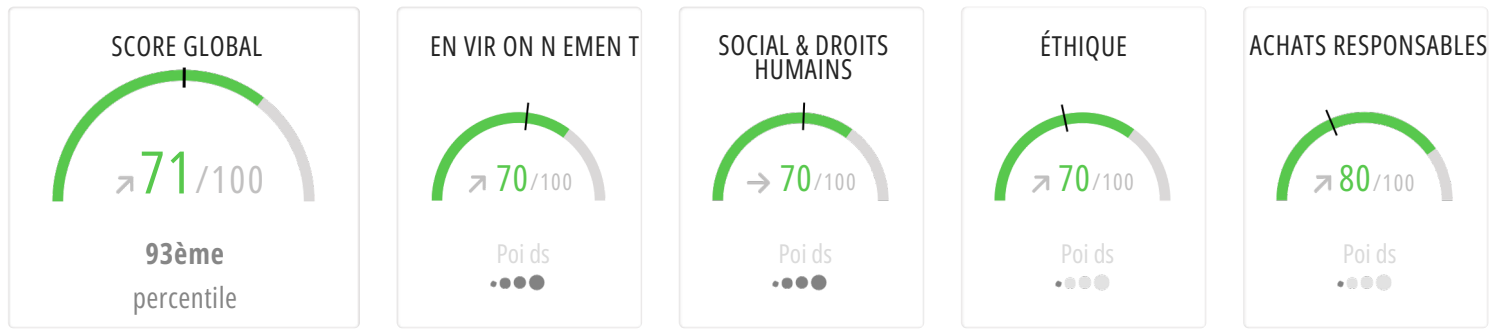 SCORE GLOBAL
71/100
93ème
percentile
EN VIR ON N EMEN T
70/100
Poi ds
SOCIAL & DROITS
HUMAINS
70/100
Poi ds
ÉTHIQUE
70/100
Poi ds
ACHATS RESPONSABLES
80/100
Poi ds